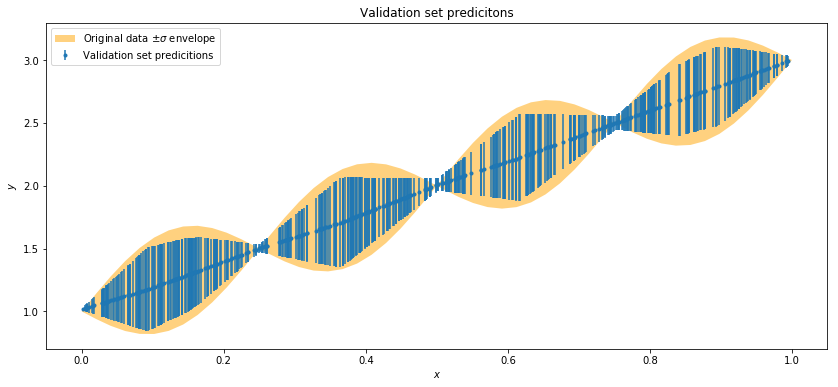 Validation set predicitons
Original data ±σ envelope
Validation set predicitions
y
3.0
2.5
2.0
1.5
1.0
0.0 0.2 0.4 0.6 0.8 1.0
x